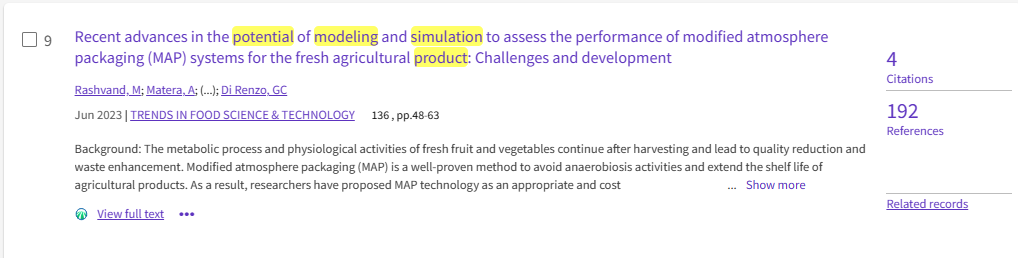 9
Recent advances in the potential of modeling and simulation to assess the performance of modified atmosphere
packaging (MAP) systems for the fresh agricultural product: Challenges and development
Rashvand, M; Matera, A; (...); Di Renzo, GC
Jun 2023 | TRENDS IN FOOD SCIENCE & TECHNOLOGY 136 , pp.48-63
Background: The metabolic process and physiological activities of fresh fruit and vegetables continue after harvesting and lead to quality reduction and
waste enhancement. Modified atmosphere packaging (MAP) is a well-proven method to avoid anaerobiosis activities and extend the shelf life of
agricultural products. As a result, researchers have proposed MAP technology as an appropriate and cost ... Show more
View full text •••
4
Citations
192
References
Related records